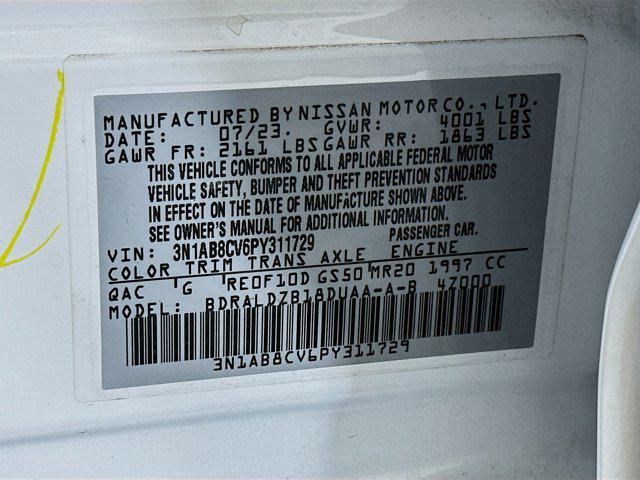 MANUFACTURED BY NISSAN MOTOR CO., LTD.
DATE: 07/23. GVWR: 4001 LBS
GAWR FR: 2161 LBS GAWR RR: 1863 LBS
THIS VEHICLE CONFORMS TO ALL APPLICABLE FEDERAL MOTOR
VEHICLE SAFETY, BUMPER AND THEFT PREVENTION STANDARDS
IN EFFECT ON THE DATE OF MANUFACTURE SHOWN ABOVE.
SEE OWNER'S MANUAL FOR ADDITIONAL INFORMATION.
VIN: 3N1AB8CV6PY311729 PASSENGER CAR.
COLOR TRIM TRANS AXLE ENGINE
QAC G RE0F10D GS50 MR20 1997 CC
MODEL: BDRALDZB18DUAA-A-B 47000
3N1AB8CV6PY311729